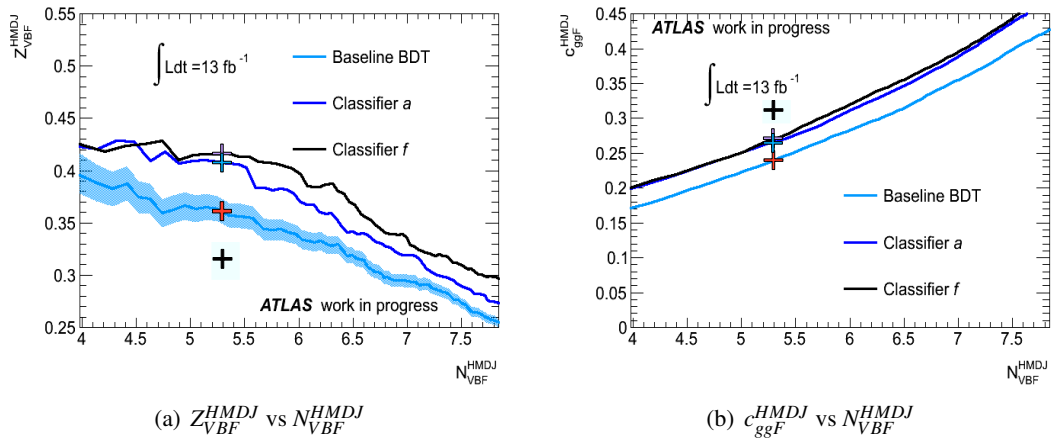 (a)
(b)
Z_VBF^HMDJ
0.55
0.5
0.45
0.4
0.35
0.3
0.25
∫ Ldt =13 fb⁻¹
Baseline BDT
Classifier a
Classifier f
ATLAS work in progress
4 4.5 5 5.5 6 6.5 7 7.5
N_VBF^HMDJ
c_ggF^HMDJ
0.45
0.4
0.35
0.3
0.25
0.2
0.15
0.1
0.05
0
ATLAS work in progress
∫ Ldt =13 fb⁻¹
Baseline BDT
Classifier a
Classifier f
4 4.5 5 5.5 6 6.5 7 7.5
N_VBF^HMDJ
(a) Z_VBF^HMDJ vs N_VBF^HMDJ
(b) c_ggF^HMDJ vs N_VBF^HMDJ